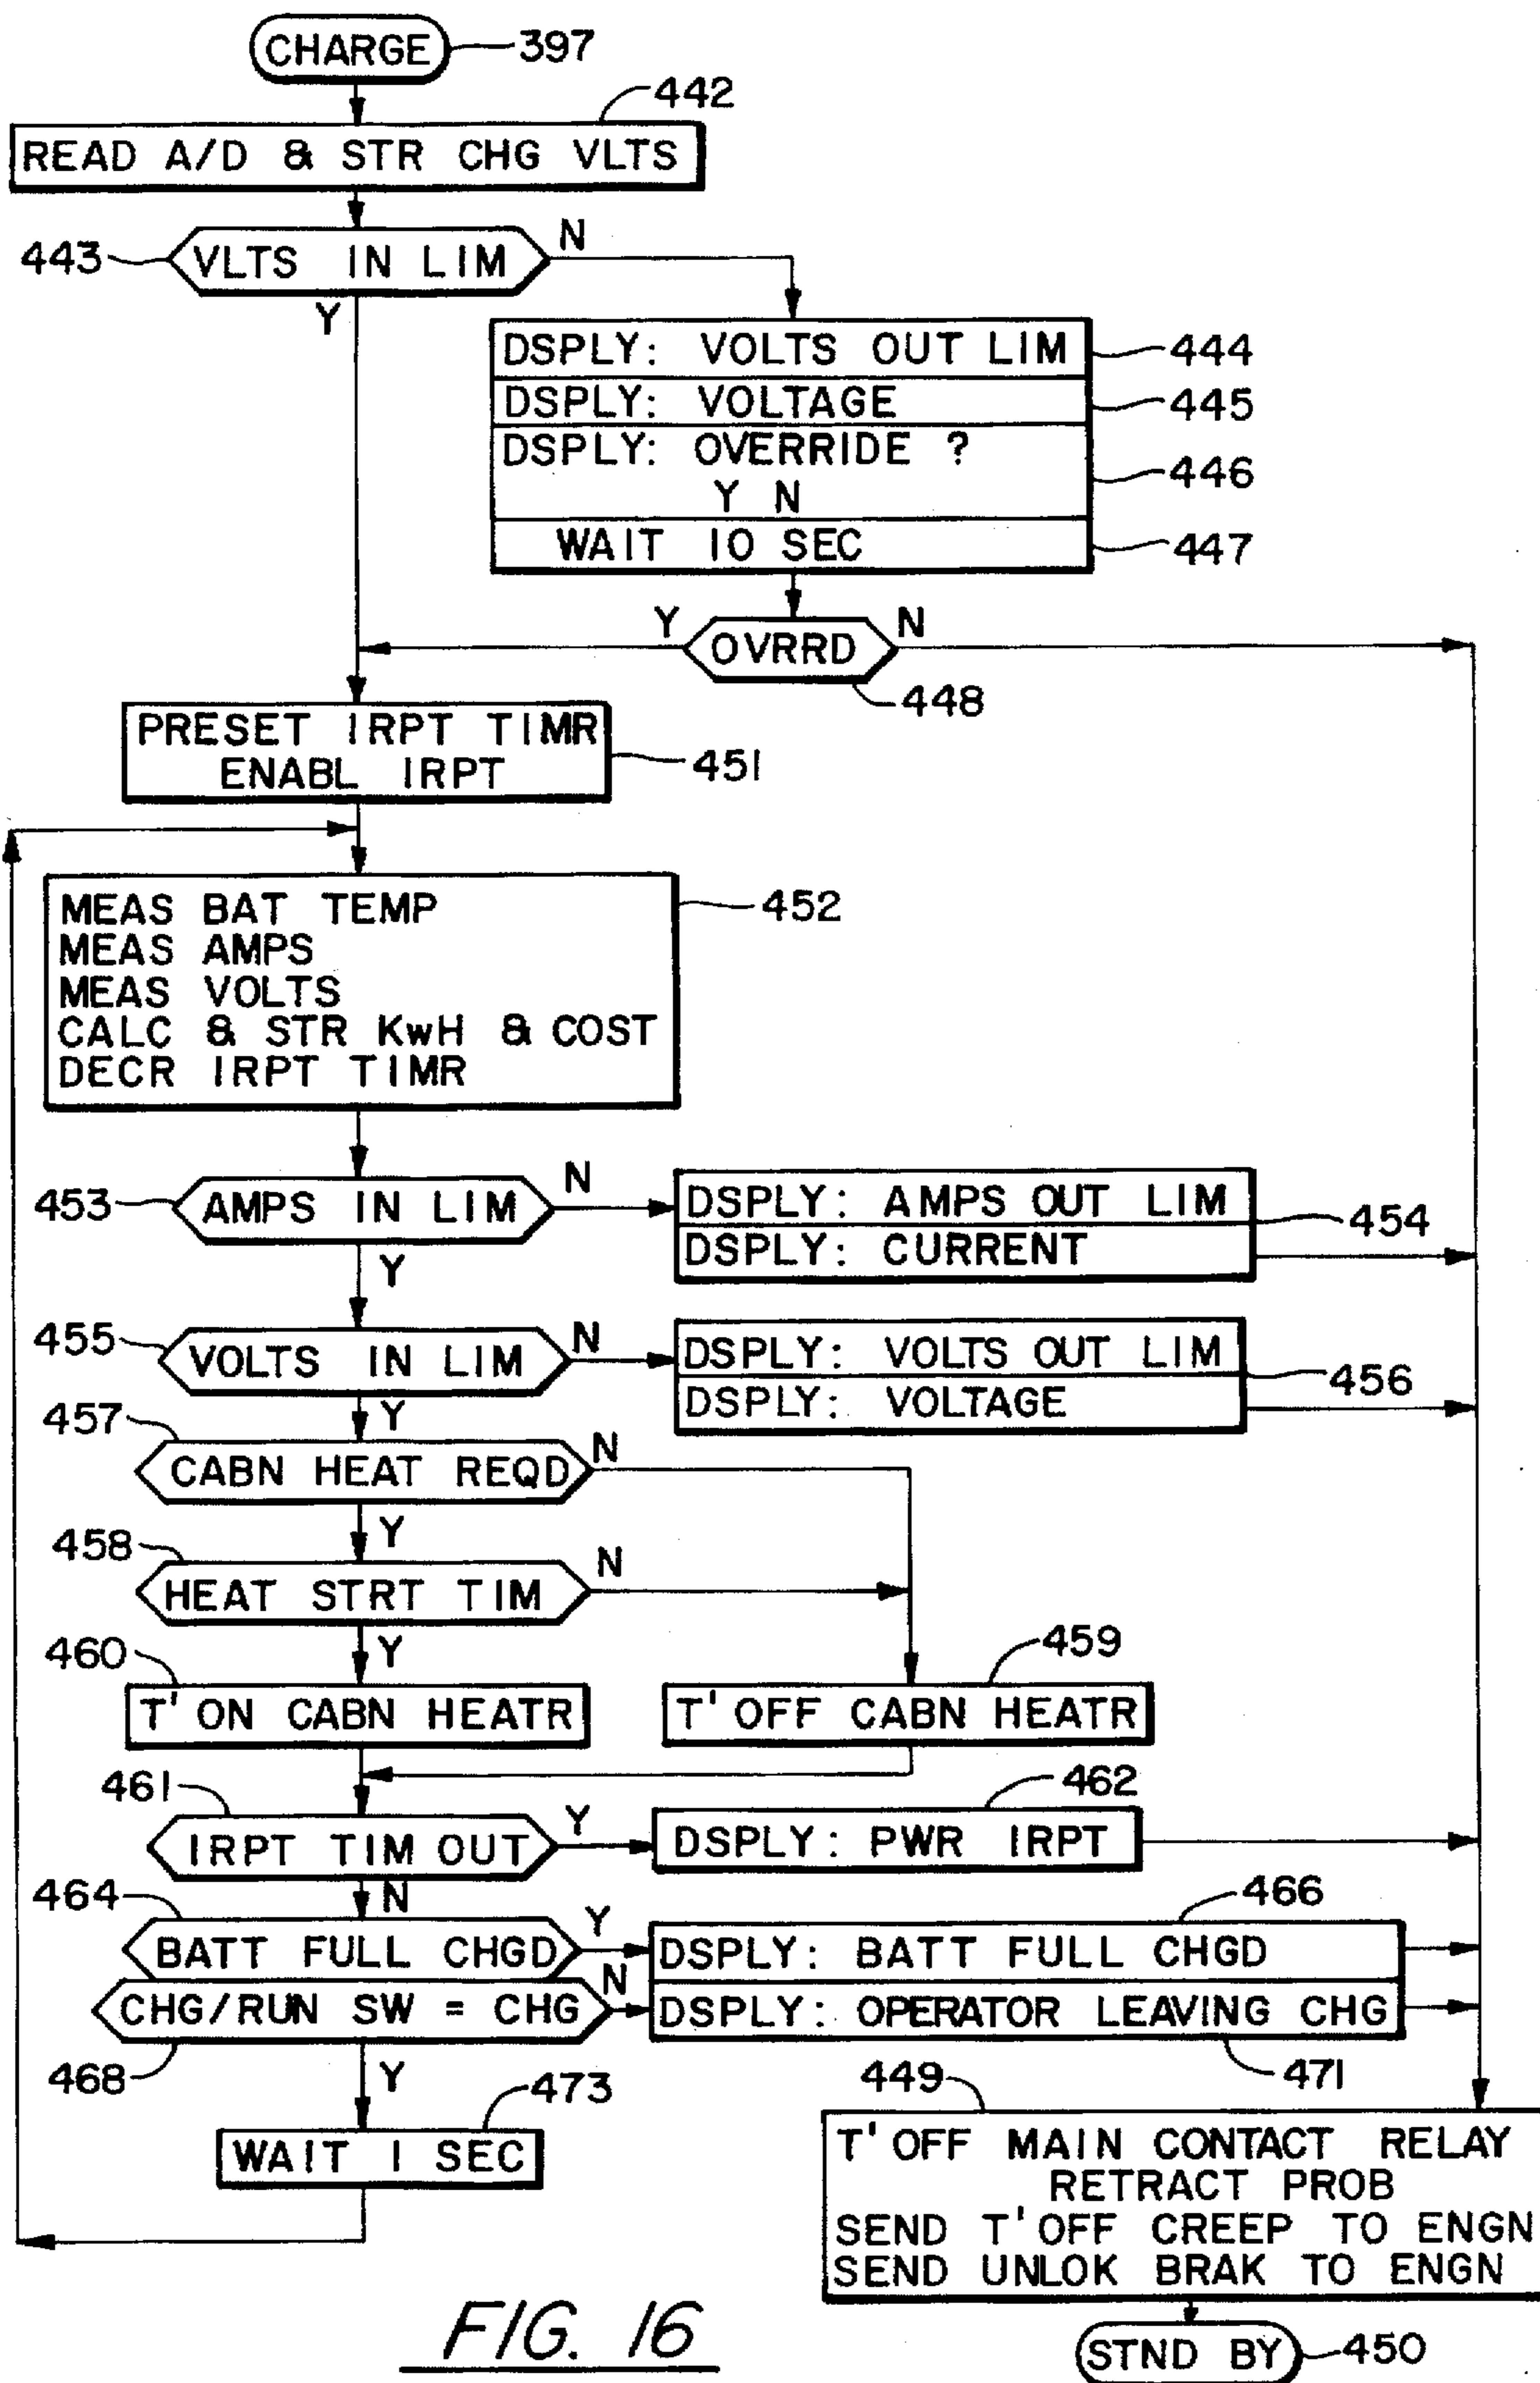 CHARGE 397
442
READ A/D & STR CHG VLTS
443 VLTS IN LIM N
Y
DSPLY: VOLTS OUT LIM 444
DSPLY: VOLTAGE 445
DSPLY: OVERRIDE ? 446
Y N
WAIT 10 SEC 447
Y OVRRD N
448
PRESET IRPT TIMR
ENABL IRPT 451
MEAS BAT TEMP 452
MEAS AMPS
MEAS VOLTS
CALC & STR KwH & COST
DECR IRPT TIMR
453 AMPS IN LIM N DSPLY: AMPS OUT LIM 454
Y DSPLY: CURRENT
455 VOLTS IN LIM N DSPLY: VOLTS OUT LIM 456
Y DSPLY: VOLTAGE
457
CABN HEAT REQD N
Y
458
HEAT STRT TIM N
Y
460 459
T'ON CABN HEATR T'OFF CABN HEATR
461 462
IRPT TIM OUT Y DSPLY: PWR IRPT
N
464 466
BATT FULL CHGD Y DSPLY: BATT FULL CHGD
CHG/RUN SW = CHG N DSPLY: OPERATOR LEAVING CHG
468 Y 471
473 449
WAIT 1 SEC
T'OFF MAIN CONTACT RELAY
RETRACT PROB
SEND T'OFF CREEP TO ENGN
SEND UNLOK BRAK TO ENGN
STND BY 450
FIG. 16